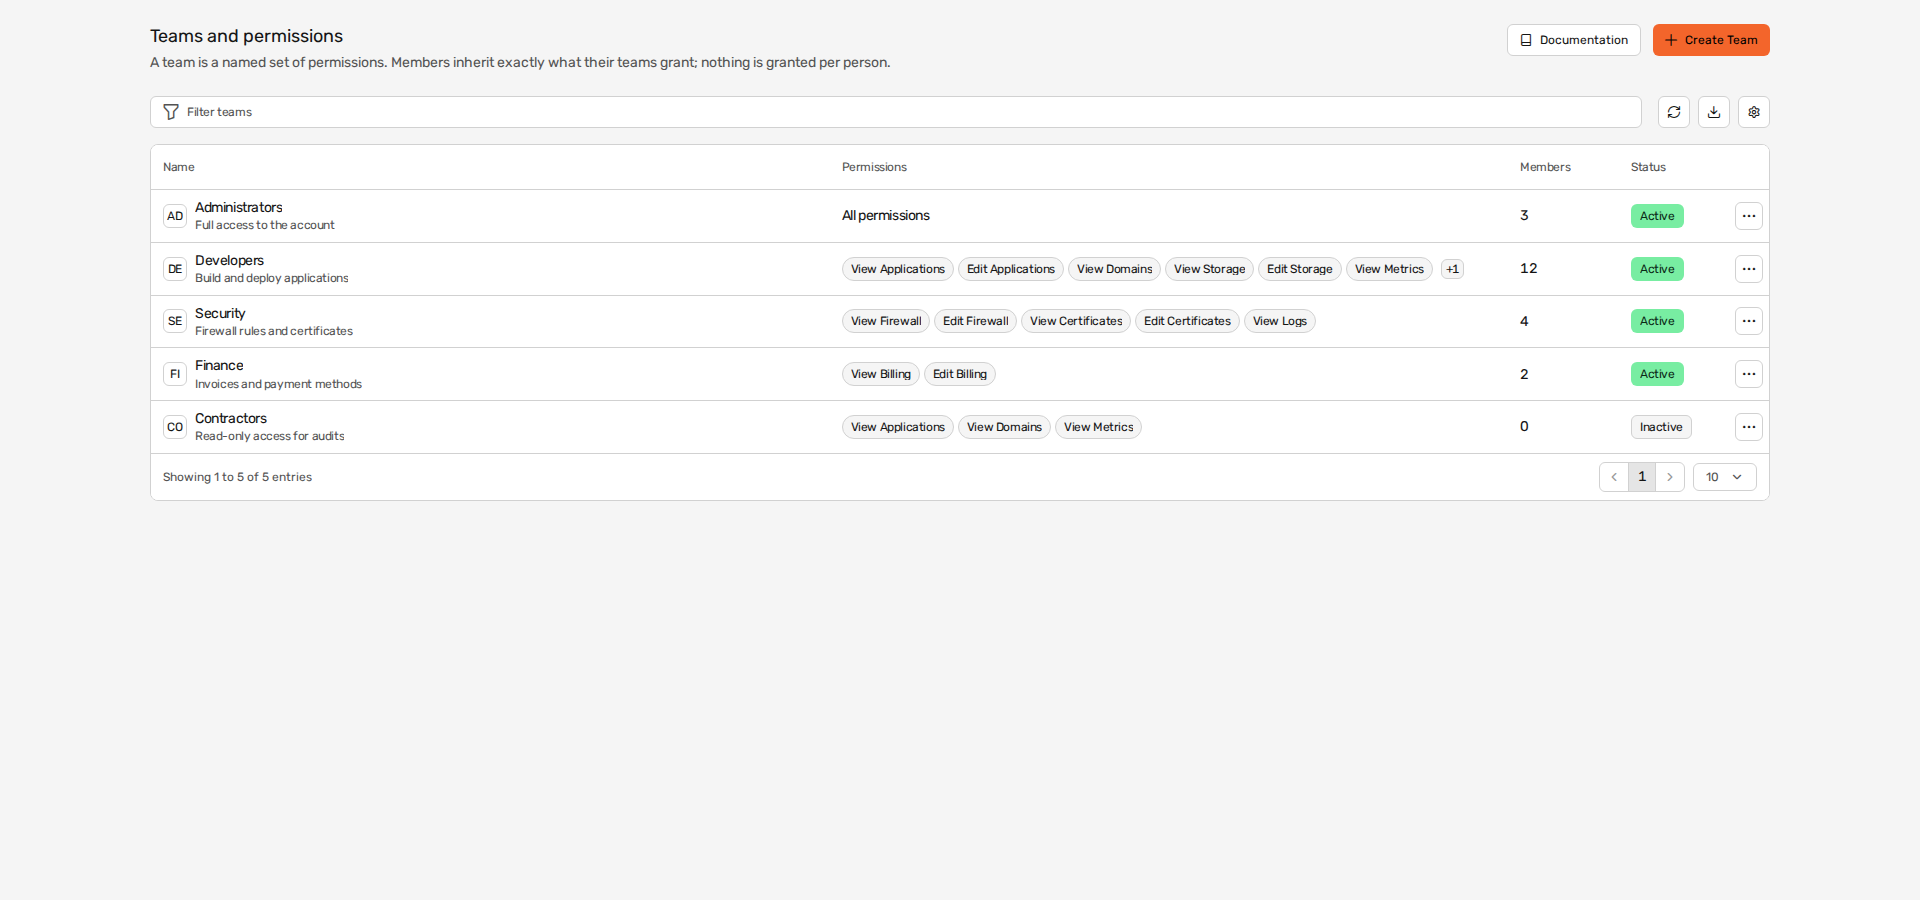 Teams and permissions
A team is a named set of permissions. Members inherit exactly what their teams grant; nothing is granted per person.
Documentation
Create Team
Filter teams
Name Permissions Members Status
AD Administrators All permissions 3 Active
Full access to the account
DE Developers View Applications Edit Applications View Domains View Storage Edit Storage View Metrics +1 12 Active
Build and deploy applications
SE Security View Firewall Edit Firewall View Certificates Edit Certificates View Logs 4 Active
Firewall rules and certificates
FI Finance View Billing Edit Billing 2 Active
Invoices and payment methods
CO Contractors View Applications View Domains View Metrics 0 Inactive
Read-only access for audits
Showing 1 to 5 of 5 entries 1 10